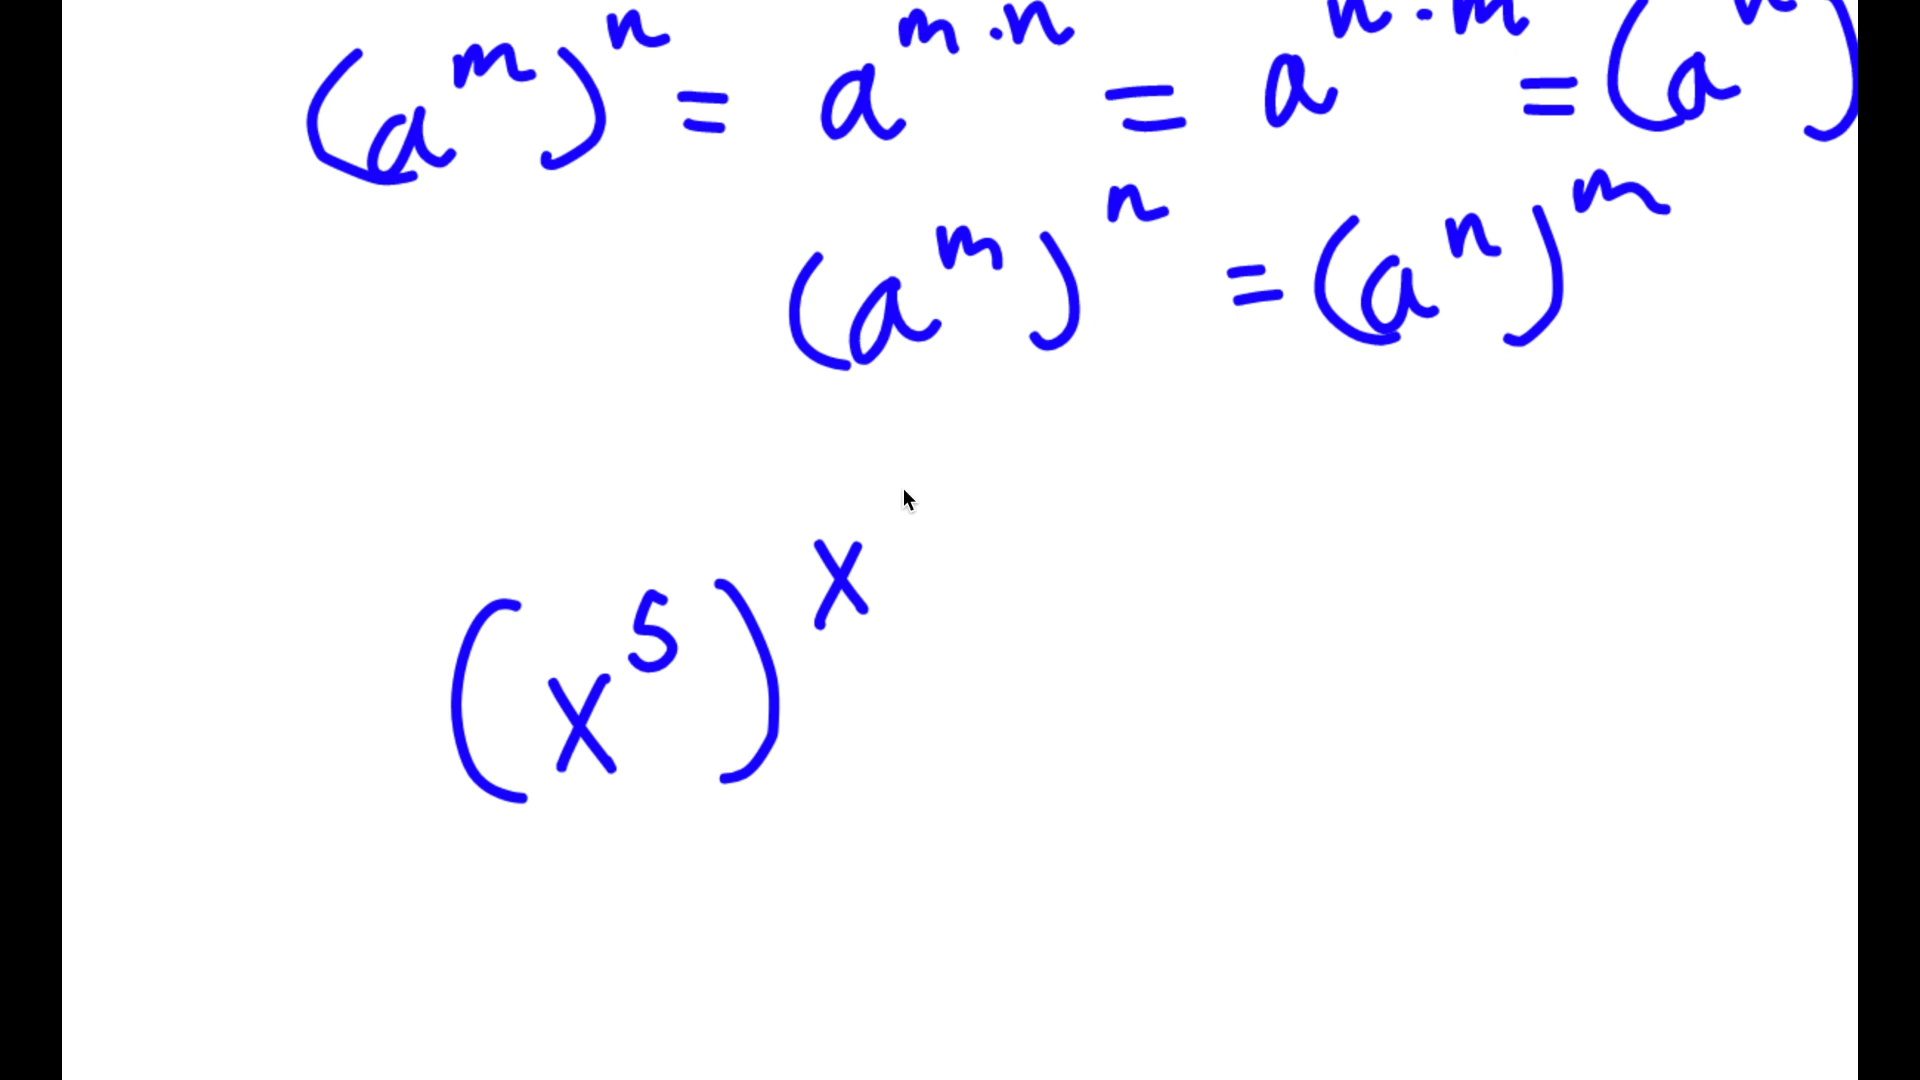 (a^m)^n = a^{m·n} = a^{n·m} = (a^n)
(a^m)^n = (a^n)^m
(x^5)^x